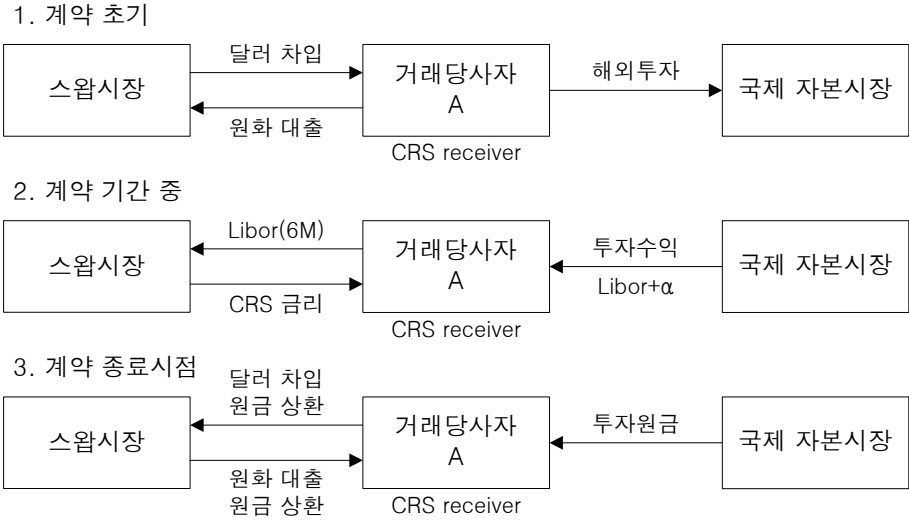 1. 계약 초기
달러 차입
스왑시장
거래당사자
A
해외투자
국제 자본시장
원화 대출
CRS receiver
2. 계약 기간 중
Libor(6M)
스왑시장
거래당사자
A
투자수익
국제 자본시장
CRS 금리
Libor+α
CRS receiver
3. 계약 종료시점
달러 차입
원금 상환
스왑시장
거래당사자
A
투자원금
국제 자본시장
원화 대출
원금 상환
CRS receiver